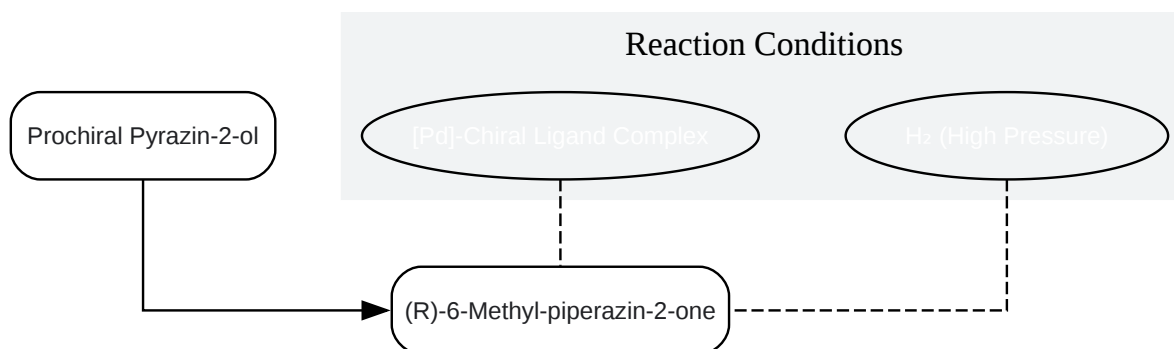 Reaction Conditions
Prochiral Pyrazin-2-ol
[Pd]-Chiral Ligand Complex
H₂ (High Pressure)
(R)-6-Methyl-piperazin-2-one